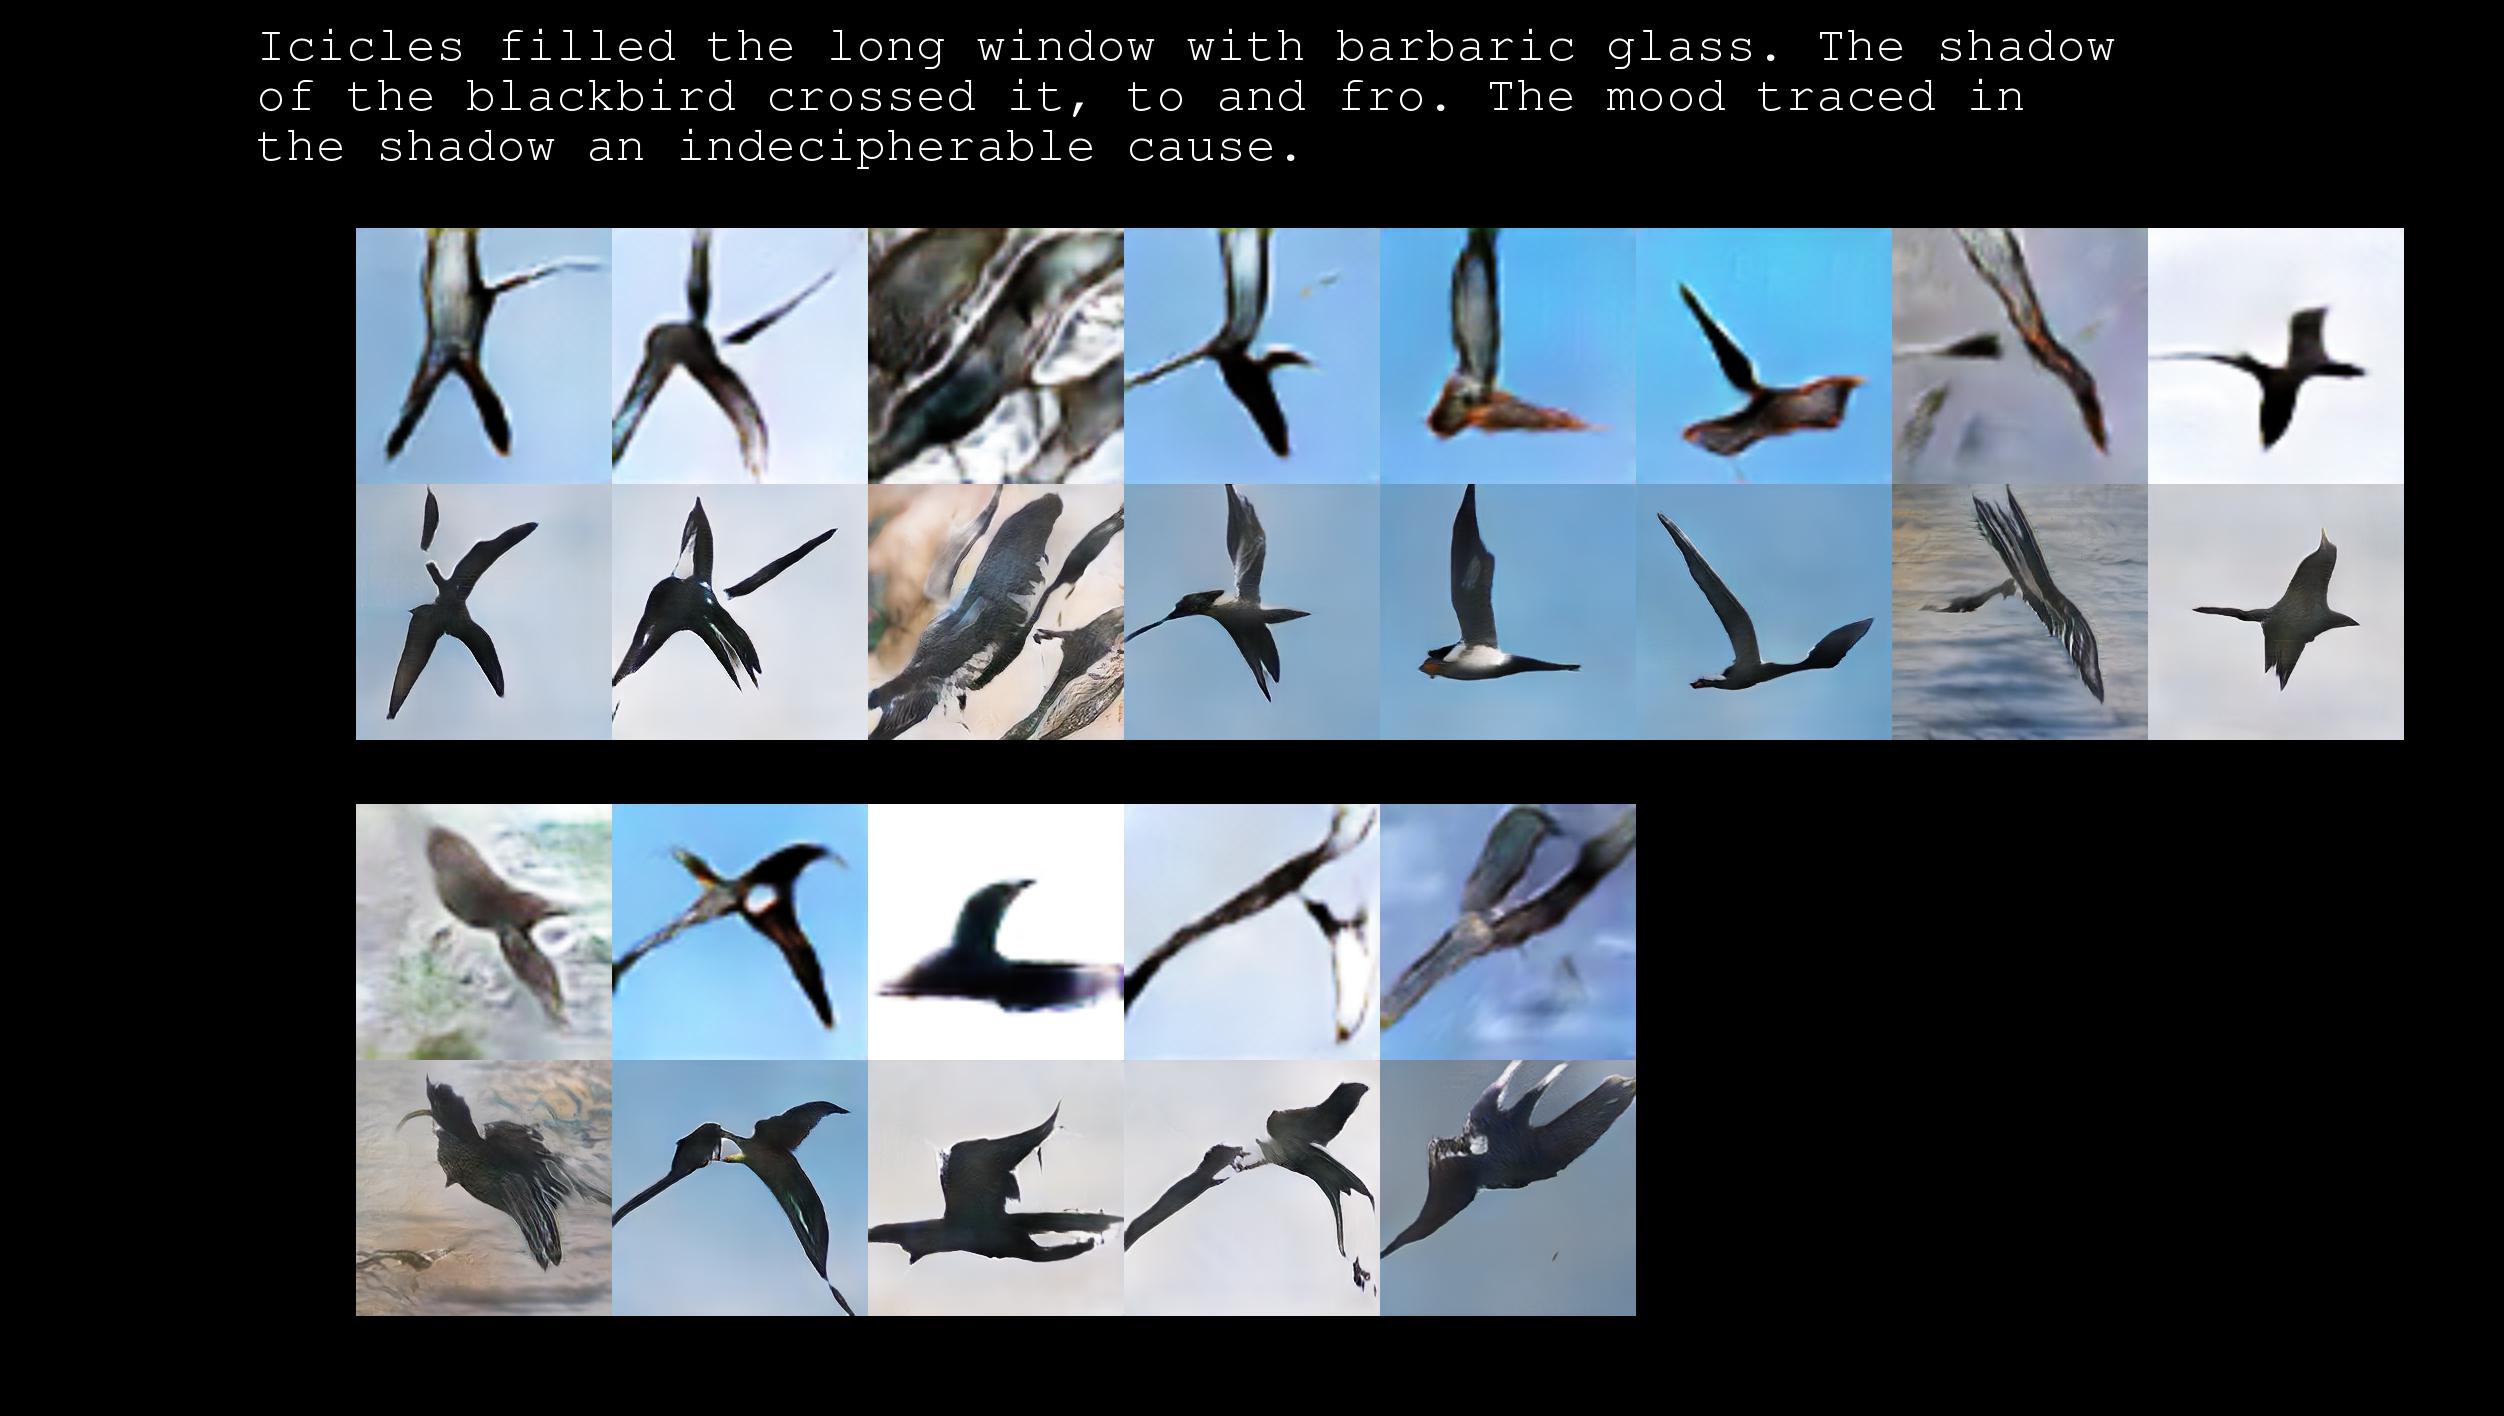 Icicles filled the long window with barbaric glass. The shadow
of the blackbird crossed it, to and fro. The mood traced in
the shadow an indecipherable cause.